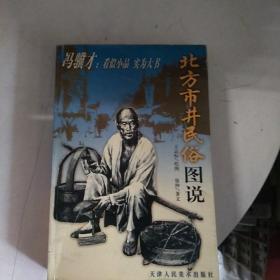 冯骥才：看似小品 实为大书
北方市井民俗图说
天津人民美术出版社